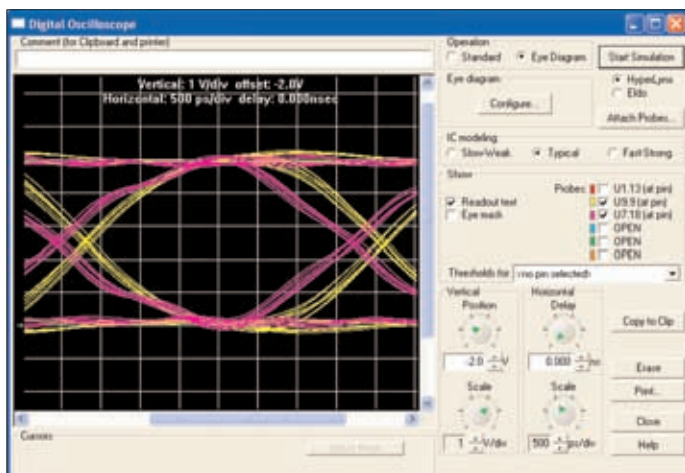 Digital Oscilloscope
Comment (for Clipboard and printer)
Vertical: 1 V/div offset: -2.0V
Horizontal: 500 ps/div delay: 0.000nsec
Cursors
Operation
Standard
Eye Diagram
Start Simulation
Eye diagram
Configure...
HyperLynx
Eldo
Attach Probes...
IC modeling
Slow-Weak
Typical
Fast-Strong
Show
Probes:
U1.13 (at pin)
Readout text
U9.9 (at pin)
Eye mask
U7.18 (at pin)
OPEN
OPEN
OPEN
Thresholds for
<no pin selected>
Vertical
Position
-2.0 V
Scale
1 V/div
Horizontal
Delay
0.000 ns
Scale
500 ps/div
Copy to Clip
Erase
Print...
Close
Help